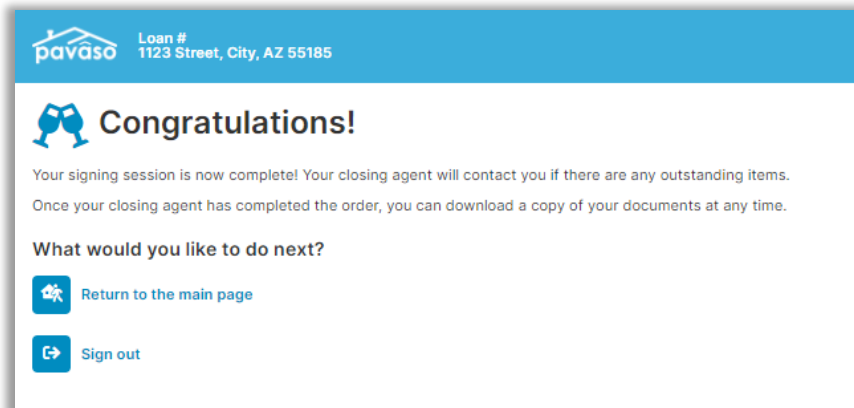 pavaso
Loan #
1123 Street, City, AZ 55185
Congratulations!
Your signing session is now complete! Your closing agent will contact you if there are any outstanding items.
Once your closing agent has completed the order, you can download a copy of your documents at any time.
What would you like to do next?
Return to the main page
Sign out